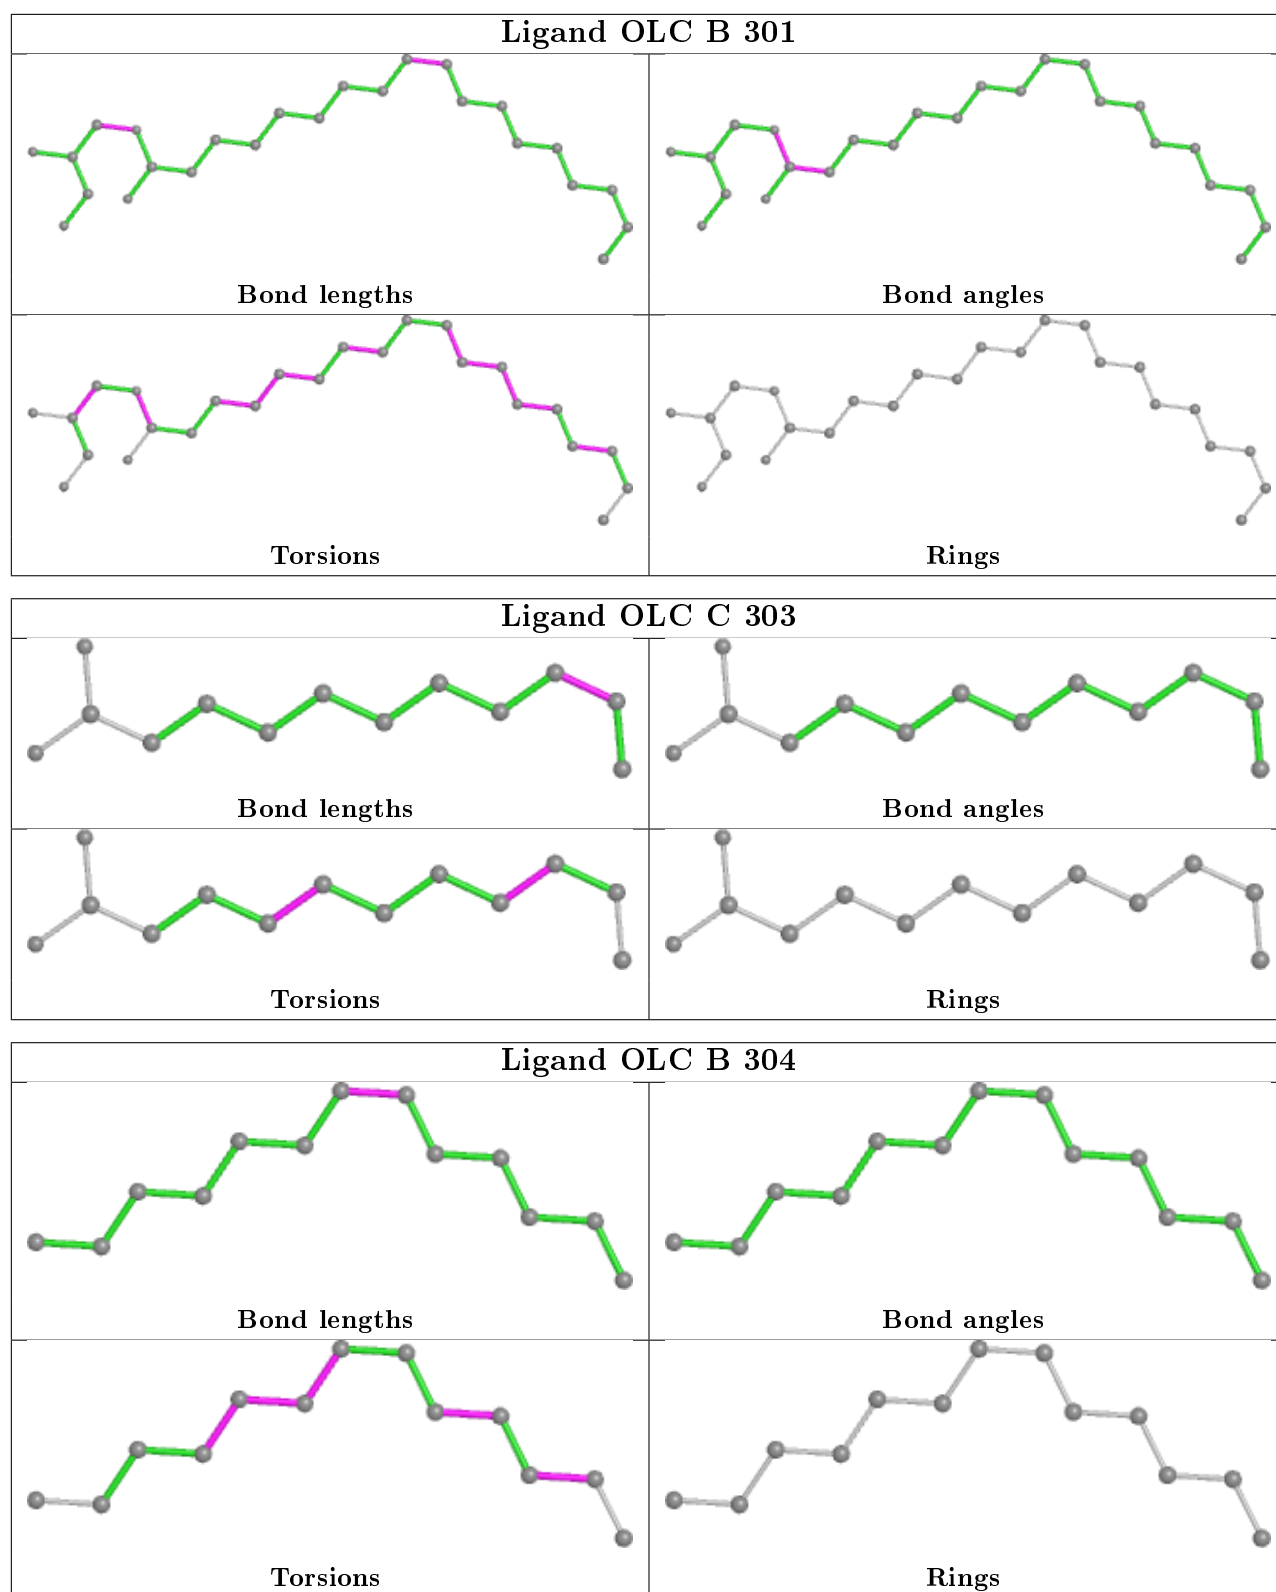 Ligand OLC B 301
Bond lengths
Bond angles
Torsions
Rings
Ligand OLC C 303
Bond lengths
Bond angles
Torsions
Rings
Ligand OLC B 304
Bond lengths
Bond angles
Torsions
Rings